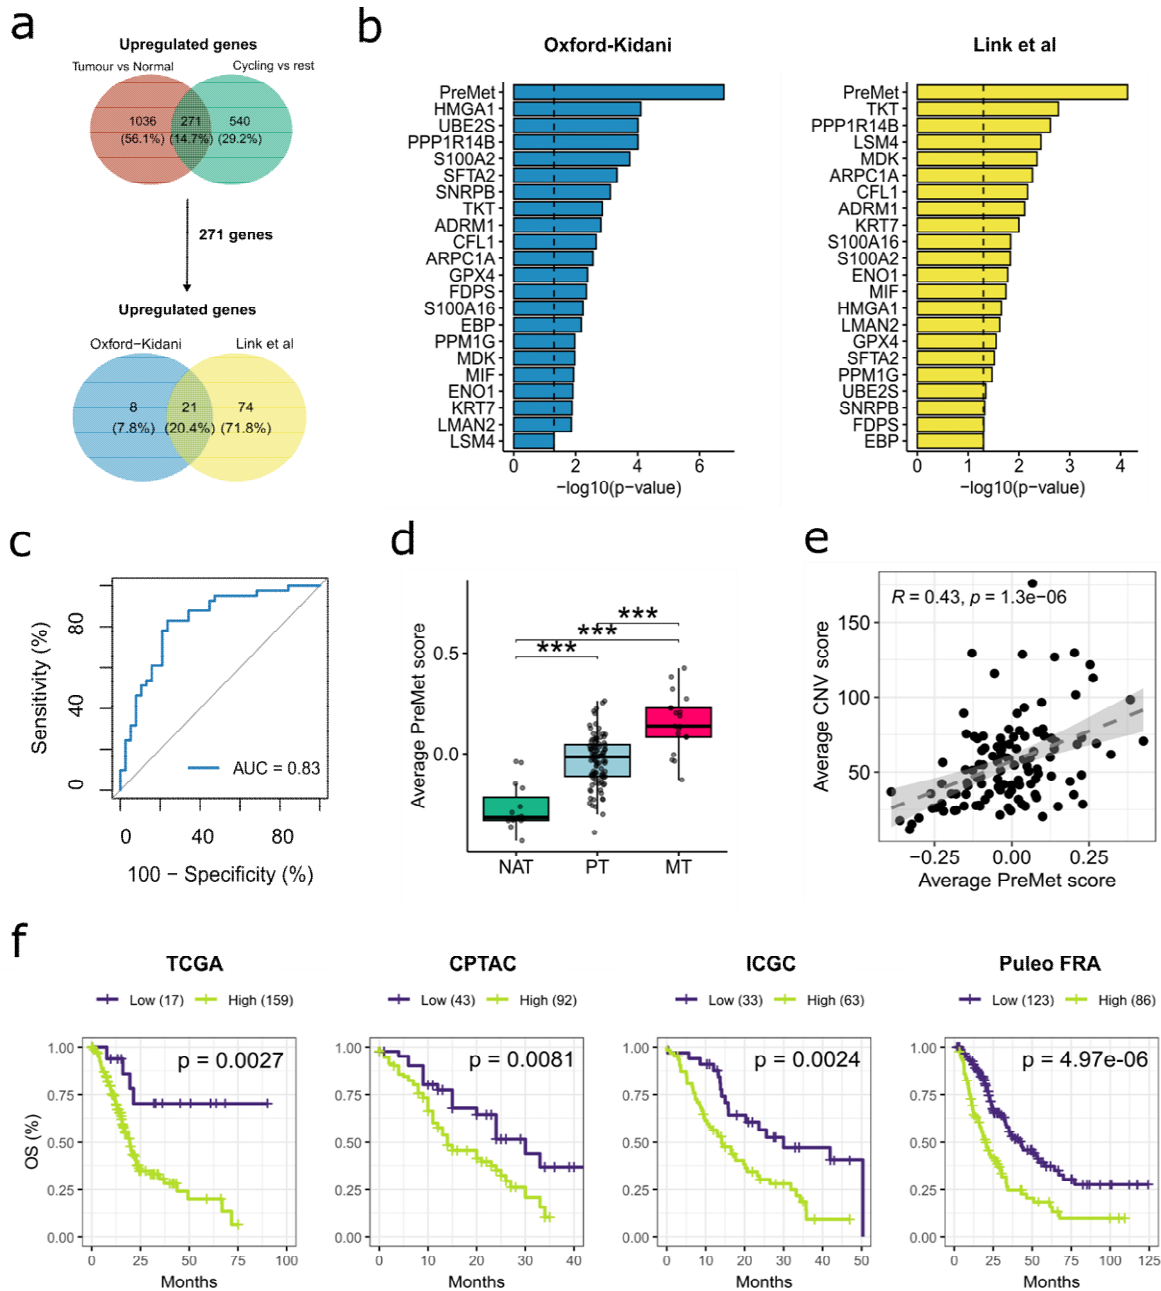 a
Upregulated genes
Tumour vs Normal
Cycling vs rest
1036
(56.1%)
271
(14.7%)
540
(29.2%)
271 genes
Upregulated genes
Oxford−Kidani
Link et al
8
(7.8%)
21
(20.4%)
74
(71.8%)
b
Oxford-Kidani
PreMet
HMGA1
UBE2S
PPP1R14B
S100A2
SFTA2
SNRPB
TKT
ADRM1
CFL1
ARPC1A
GPX4
FDPS
S100A16
EBP
PPM1G
MDK
MIF
ENO1
KRT7
LMAN2
LSM4
0 2 4 6
−log10(p−value)
Link et al
PreMet
TKT
PPP1R14B
LSM4
MDK
ARPC1A
CFL1
ADRM1
KRT7
S100A16
S100A2
ENO1
MIF
HMGA1
LMAN2
GPX4
SFTA2
PPM1G
UBE2S
SNRPB
FDPS
EBP
0 1 2 3 4
−log10(p−value)
c
Sensitivity (%)
80
40
0
AUC = 0.83
0 40 80
100 − Specificity (%)
d
Average PreMet score
0.5
0.0
***
***
***
NAT PT MT
e
Average CNV score
150
100
50
R = 0.43, p = 1.3e−06
−0.25 0.00 0.25
Average PreMet score
f
TCGA
Low (17) High (159)
OS (%)
1.00
0.75
0.50
0.25
0.00
p = 0.0027
0 25 50 75 100
Months
CPTAC
Low (43) High (92)
1.00
0.75
0.50
0.25
0.00
p = 0.0081
0 10 20 30 40
Months
ICGC
Low (33) High (63)
1.00
0.75
0.50
0.25
0.00
p = 0.0024
0 10 20 30 40 50
Months
Puleo FRA
Low (123) High (86)
1.00
0.75
0.50
0.25
0.00
p = 4.97e-06
0 25 50 75 100 125
Months